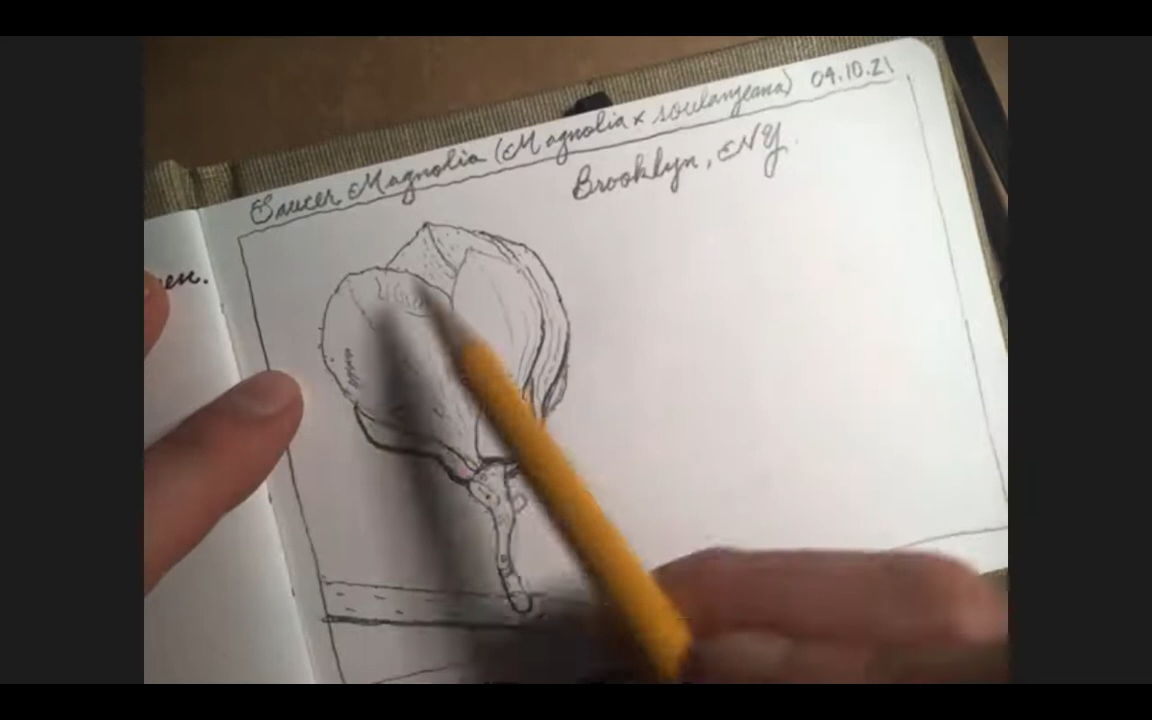 Saucer Magnolia (Magnolia x soulangeana) 04.10.21
Brooklyn, NY.